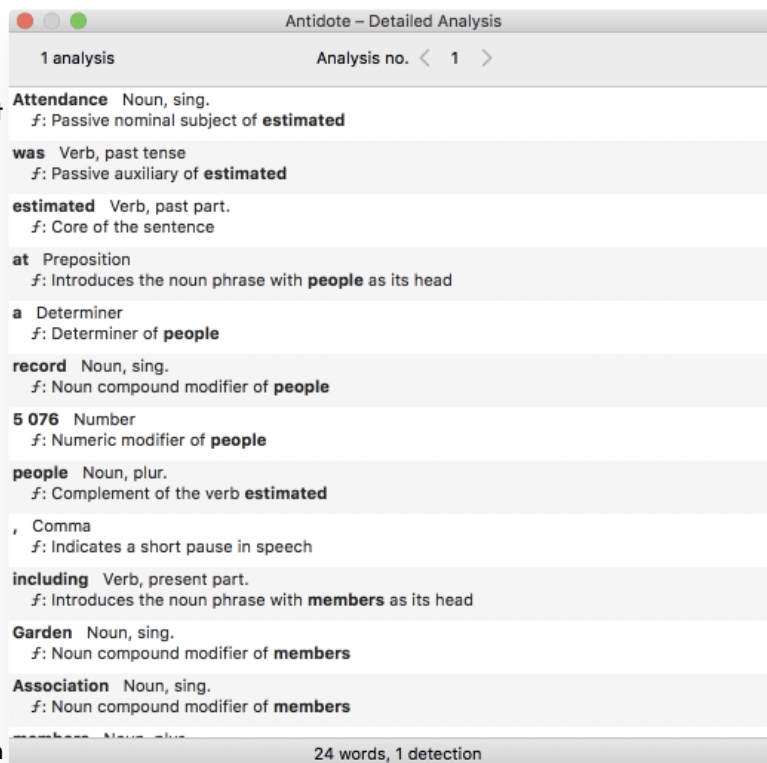 Antidote – Detailed Analysis
1 analysis Analysis no. < 1 >
Attendance Noun, sing.
f: Passive nominal subject of estimated
was Verb, past tense
f: Passive auxiliary of estimated
estimated Verb, past part.
f: Core of the sentence
at Preposition
f: Introduces the noun phrase with people as its head
a Determiner
f: Determiner of people
record Noun, sing.
f: Noun compound modifier of people
5 076 Number
f: Numeric modifier of people
people Noun, plur.
f: Complement of the verb estimated
, Comma
f: Indicates a short pause in speech
including Verb, present part.
f: Introduces the noun phrase with members as its head
Garden Noun, sing.
f: Noun compound modifier of members
Association Noun, sing.
f: Noun compound modifier of members
members Noun, plur.
24 words, 1 detection